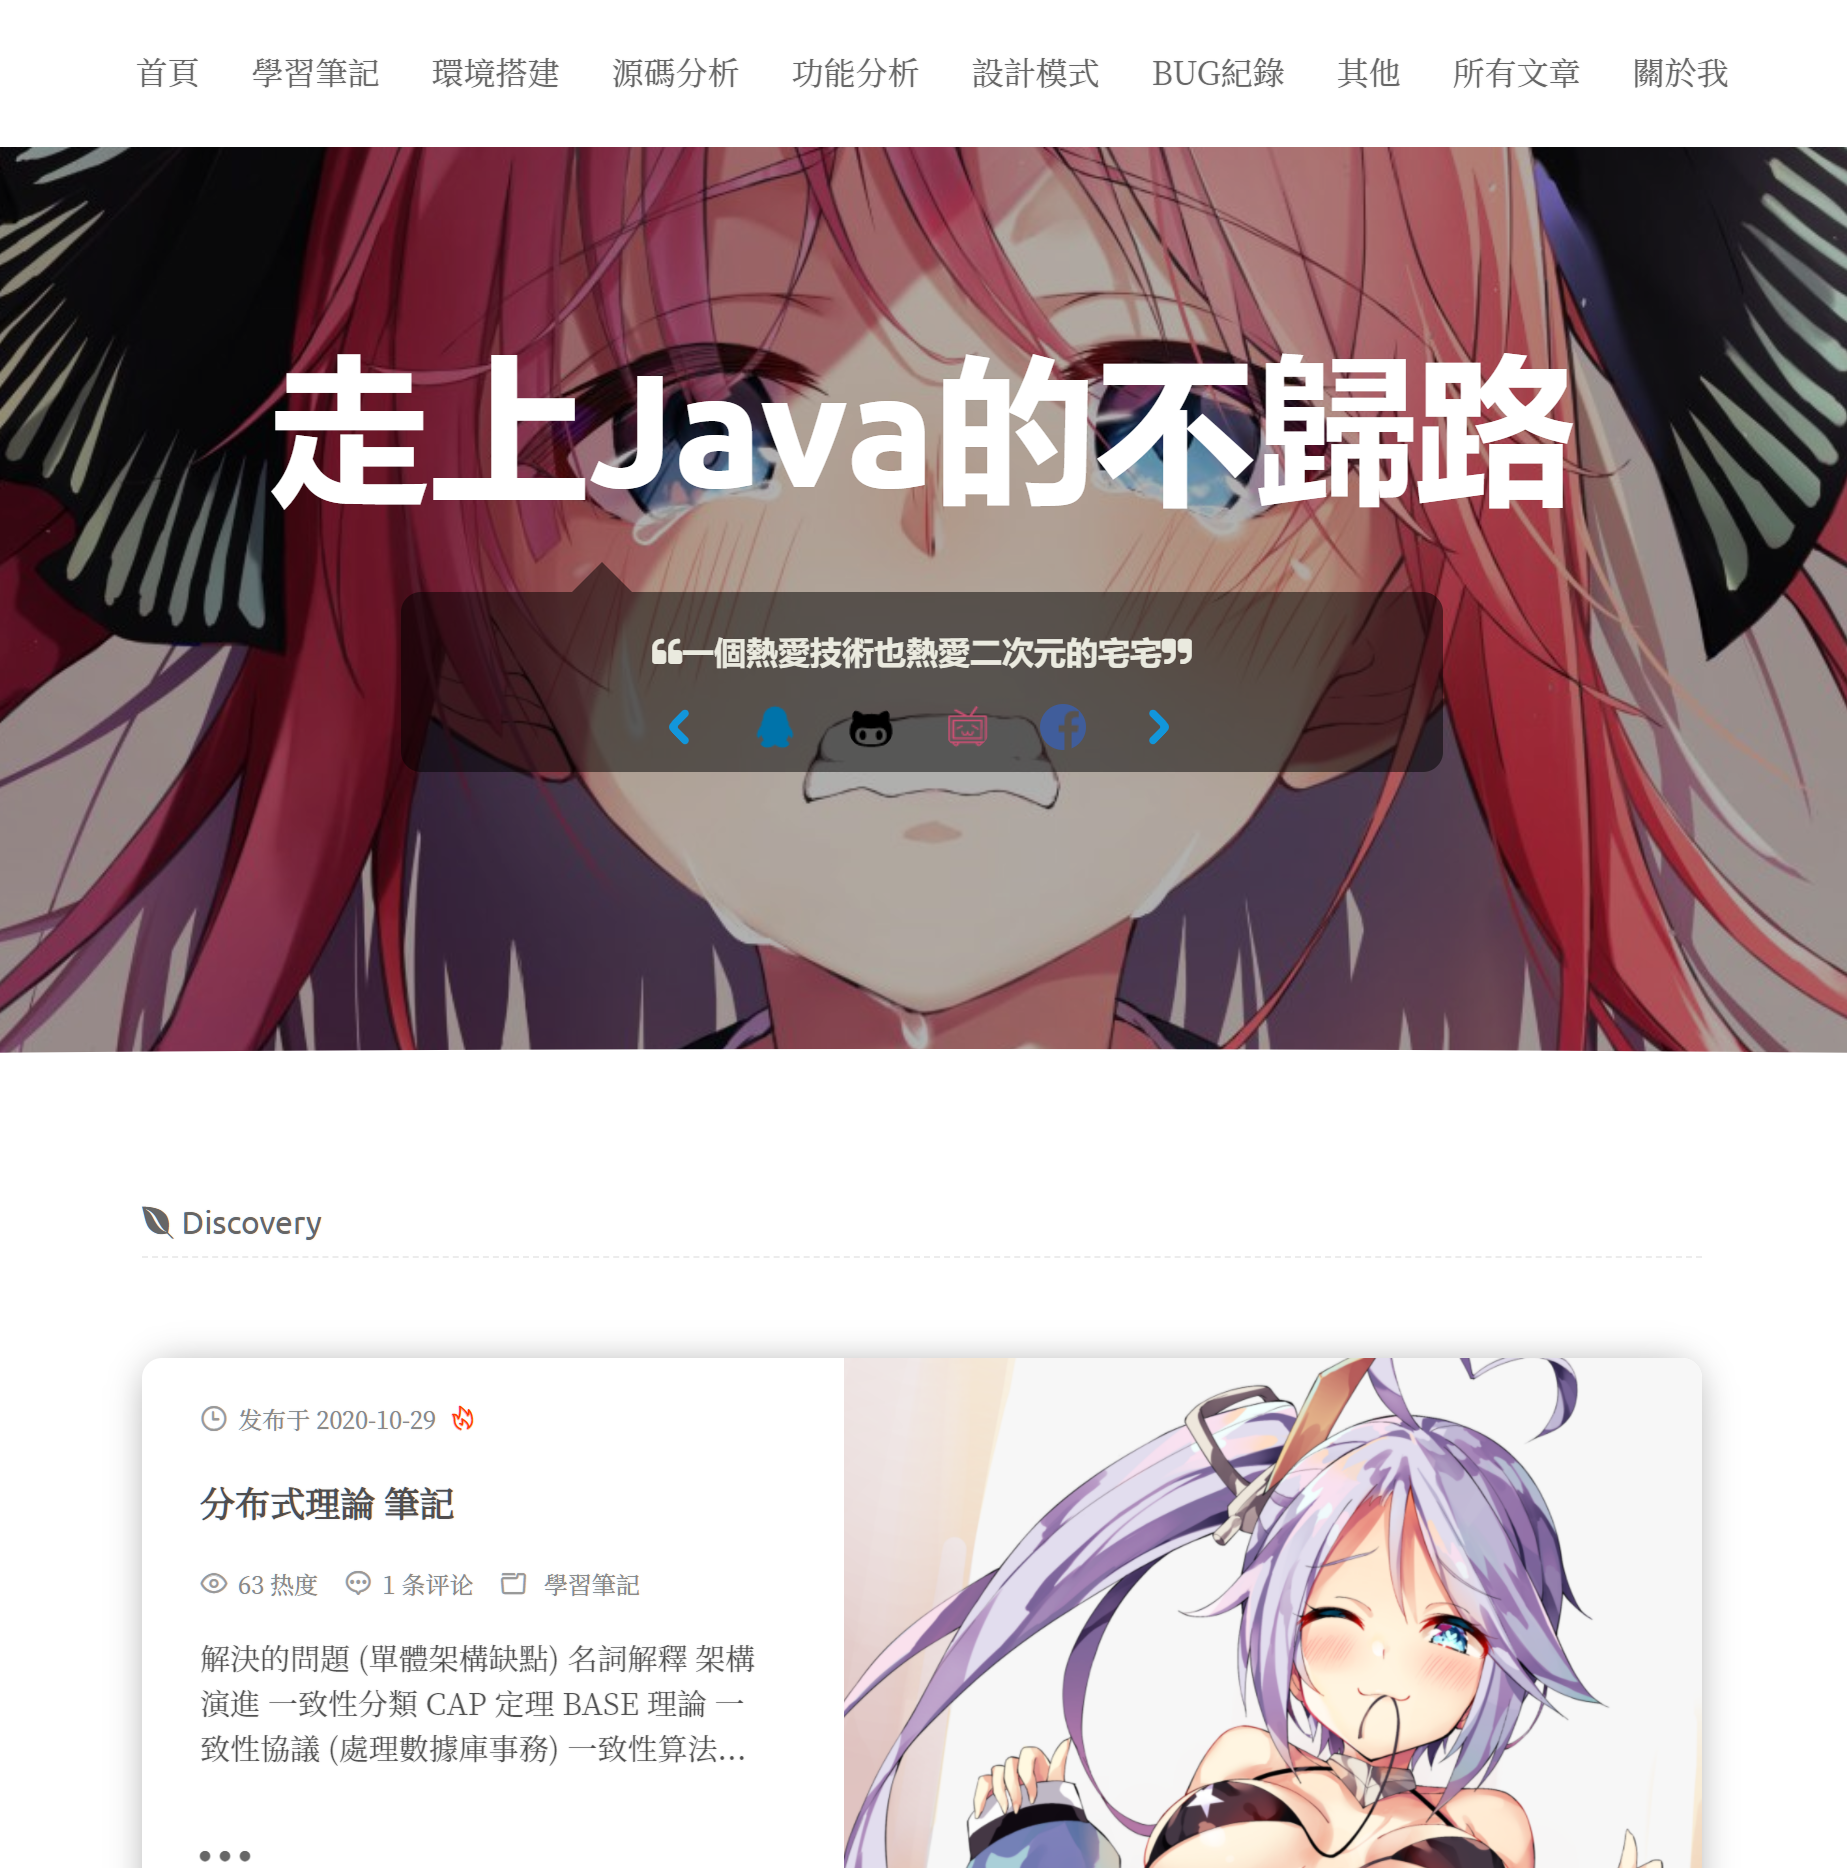 首頁 學習筆記 環境搭建 源碼分析 功能分析 設計模式 BUG紀錄 其他 所有文章 關於我
走上Java的不歸路
❝一個熱愛技術也熱愛二次元的宅宅❞
Discovery
发布于 2020-10-29
分布式理論 筆記
63 热度 1 条评论 學習筆記
解決的問題 (單體架構缺點) 名詞解釋 架構
演進 一致性分類 CAP 定理 BASE 理論 一
致性協議 (處理數據庫事務) 一致性算法...